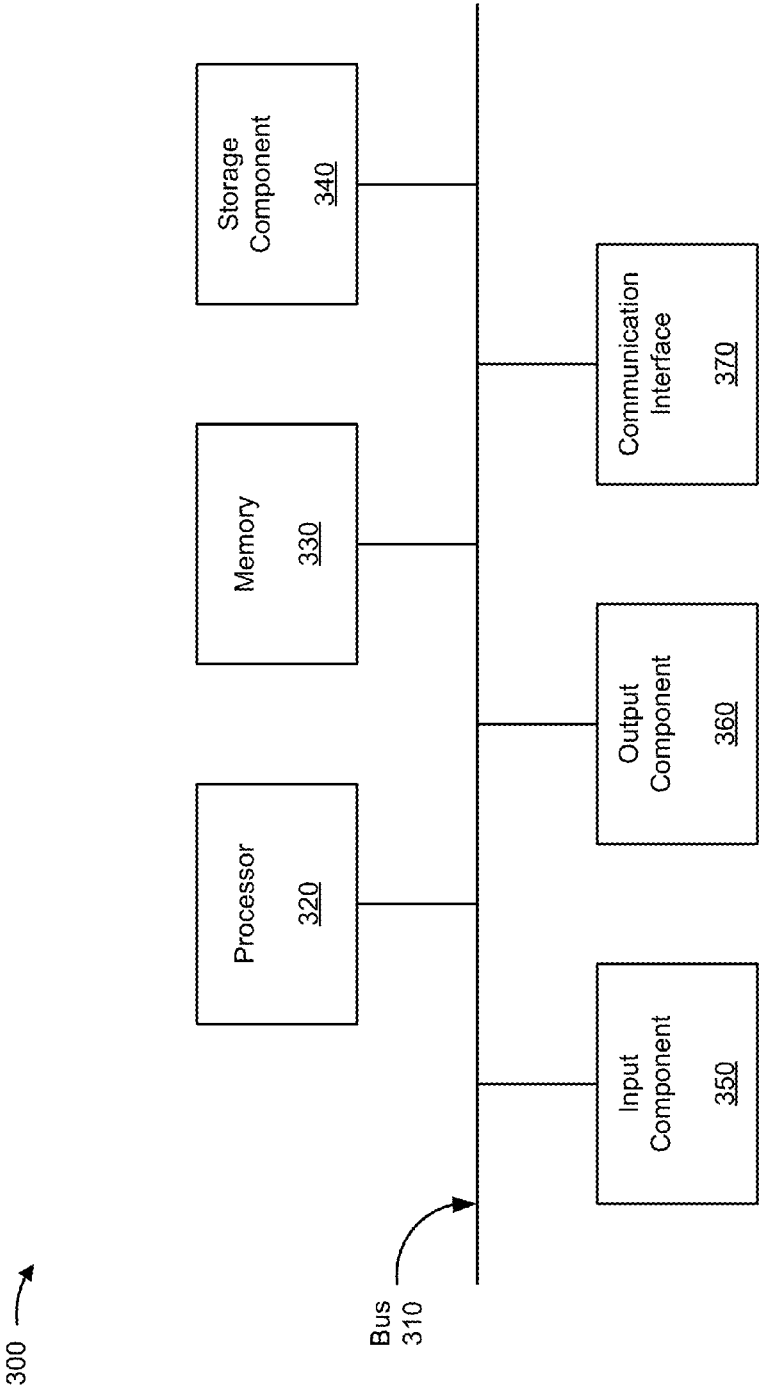 300
Bus
310
Processor
320
Memory
330
Storage
Component
340
Input
Component
350
Output
Component
360
Communication
Interface
370